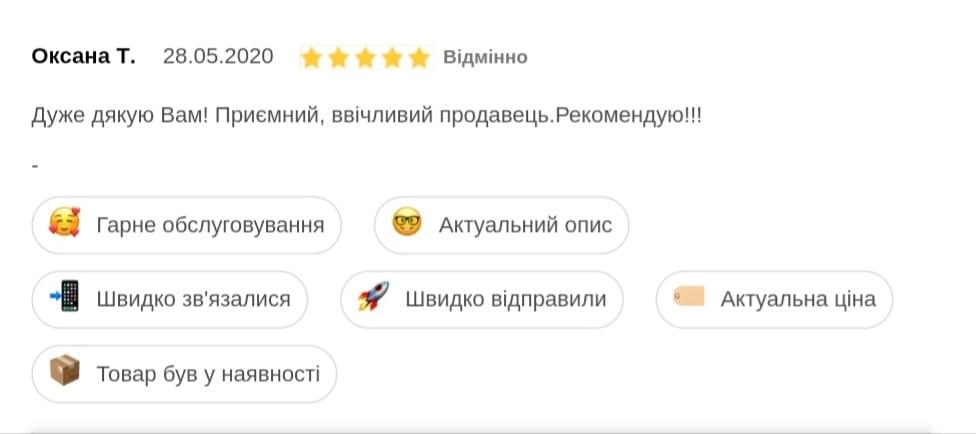 Оксана Т. 28.05.2020 Відмінно
Дуже дякую Вам! Приємний, ввічливий продавець.Рекомендую!!!
-
Гарне обслуговування Актуальний опис
Швидко зв'язалися Швидко відправили Актуальна ціна
Товар був у наявності